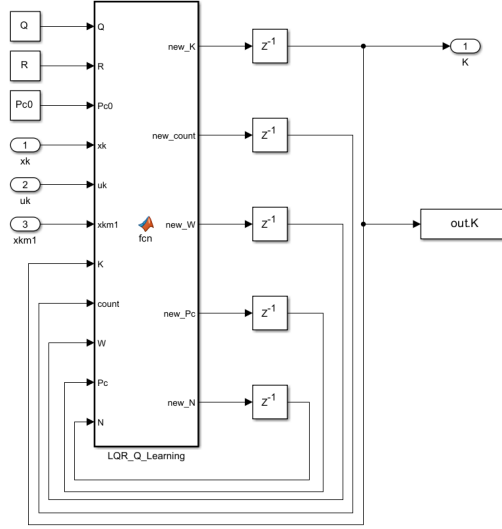 Q
Q
new_K
z-1
1
K
R
R
Pc0
Pc0
1
xk
xk
new_count
z-1
2
uk
uk
3
xkm1
xkm1
fcn
new_W
z-1
out.K
K
count
new_Pc
z-1
W
Pc
new_N
z-1
N
LQR_Q_Learning